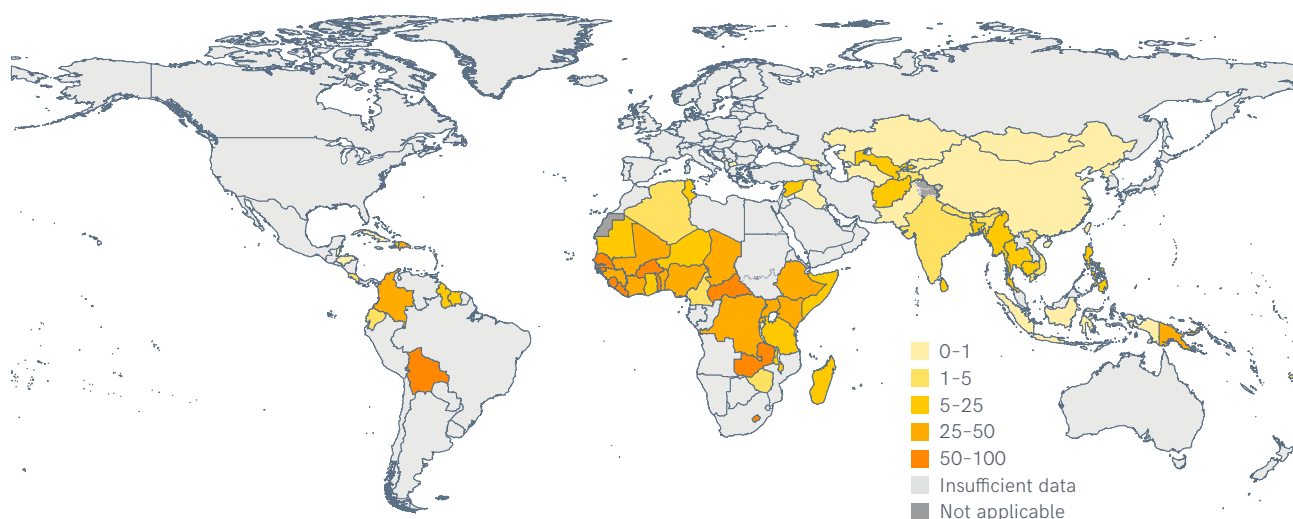 0-1
1-5
5-25
25-50
50-100
Insufficient data
Not applicable